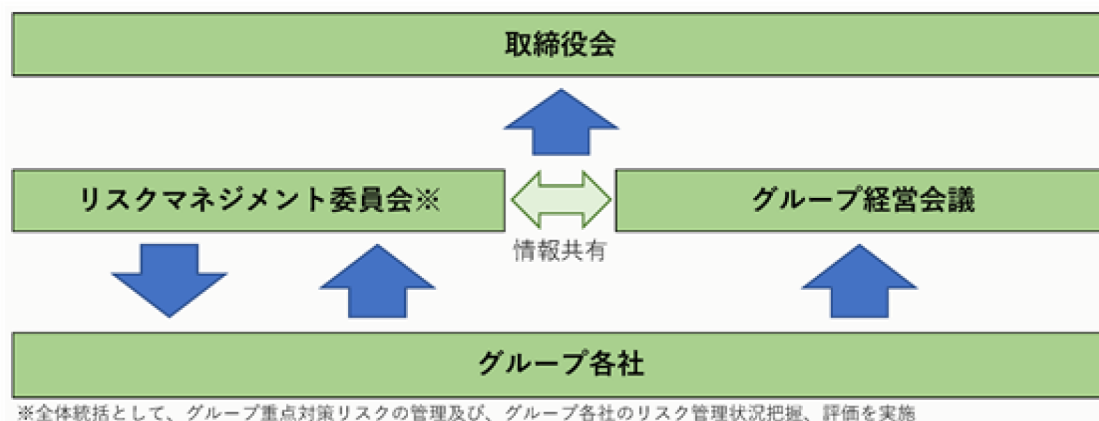 取締役会
リスクマネジメント委員会※
グループ経営会議
情報共有
グループ各社
※全体統括として、グループ重点対策リスクの管理及び、グループ各社のリスク管理状況把握、評価を実施